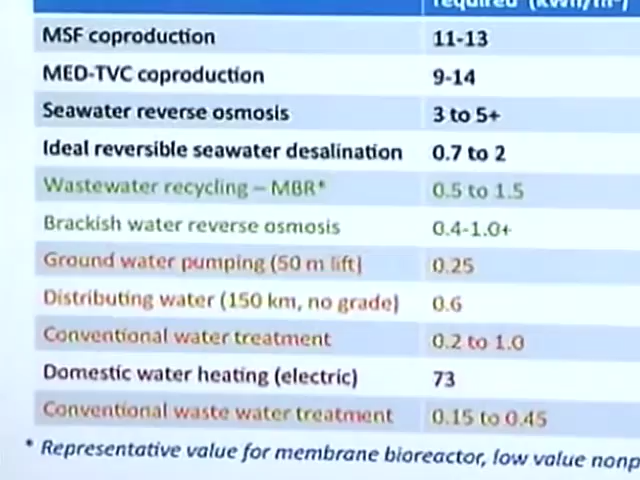 required (kWh/m³)
MSF coproduction 11-13
MED-TVC coproduction 9-14
Seawater reverse osmosis 3 to 5+
Ideal reversible seawater desalination 0.7 to 2
Wastewater recycling – MBR* 0.5 to 1.5
Brackish water reverse osmosis 0.4-1.0+
Ground water pumping (50 m lift) 0.25
Distributing water (150 km, no grade) 0.6
Conventional water treatment 0.2 to 1.0
Domestic water heating (electric) 73
Conventional waste water treatment 0.15 to 0.45
* Representative value for membrane bioreactor, low value nonp